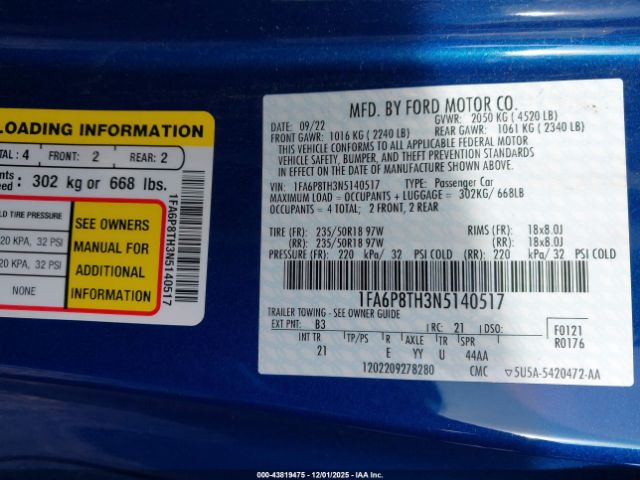 LOADING INFORMATION
TAL: 4 FRONT: 2 REAR: 2
nts
eed: 302 kg or 668 lbs.
LD TIRE PRESSURE
20 KPA, 32 PSI
20 KPA, 32 PSI
NONE
SEE OWNERS
MANUAL FOR
ADDITIONAL
INFORMATION
1FA6P8TH3N5140517
MFD. BY FORD MOTOR CO.
DATE: 09/22 GVWR: 2050 KG ( 4520 LB)
FRONT GAWR: 1016 KG ( 2240 LB) REAR GAWR: 1061 KG ( 2340 LB)
THIS VEHICLE CONFORMS TO ALL APPLICABLE FEDERAL MOTOR
VEHICLE SAFETY, BUMPER, AND THEFT PREVENTION STANDARDS
IN EFFECT ON THE DATE OF MANUFACTURE SHOWN ABOVE.
VIN: 1FA6P8TH3N5140517 TYPE: Passenger Car
MAXIMUM LOAD = OCCUPANTS + LUGGAGE = 302KG/ 668LB
OCCUPANTS = 4 TOTAL; 2 FRONT, 2 REAR
TIRE (FR): 235/50R18 97W RIMS (FR): 18x8.0J
(RR): 235/50R18 97W (RR): 18x8.0J
PRESSURE (FR): 220 kPa/ 32 PSI COLD (RR): 220 kPa/ 32 PSI COLD
1FA6P8TH3N5140517
TRAILER TOWING - SEE OWNER GUIDE
EXT PNT: B3 RC: 21 DSO: F0121
INT TR TP/PS R AXLE TR SPR R0176
21 E YY U 44AA
1202209278280 CMC ▽5U5A-5420472-AA
000-43819475 - 12/01/2025 - IAA Inc.